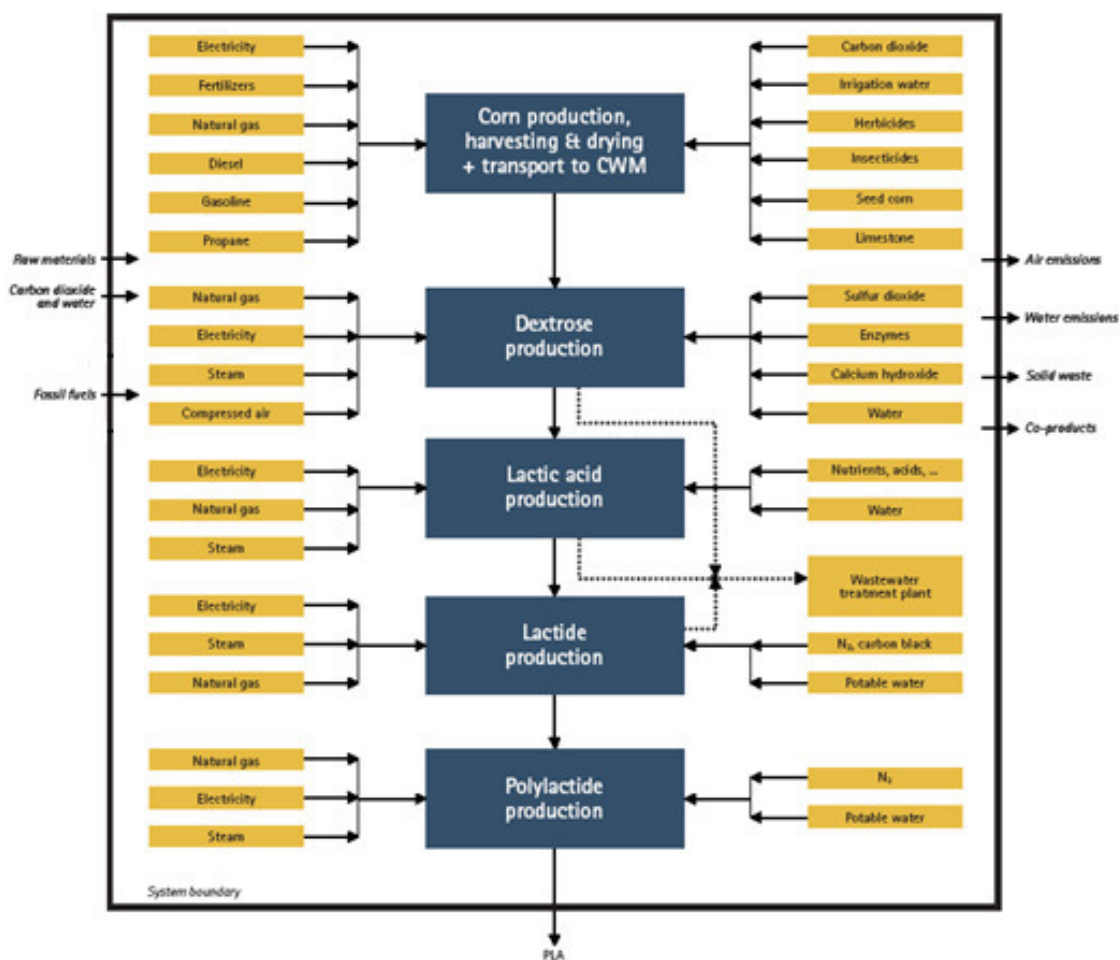 Electricity
Fertilizers
Natural gas
Diesel
Gasoline
Propane
Corn production,
harvesting & drying
+ transport to CWM
Carbon dioxide
Irrigation water
Herbicides
Insecticides
Seed corn
Limestone
Raw materials
Carbon dioxide
and water
Fossil fuels
Air emissions
Water emissions
Solid waste
Co-products
Natural gas
Electricity
Steam
Compressed air
Dextrose
production
Sulfur dioxide
Enzymes
Calcium hydroxide
Water
Electricity
Natural gas
Steam
Lactic acid
production
Nutrients, acids, ...
Water
Wastewater
treatment plant
Electricity
Steam
Natural gas
Lactide
production
N₂, carbon black
Potable water
Natural gas
Electricity
Steam
Polylactide
production
N₂
Potable water
System boundary
PLA